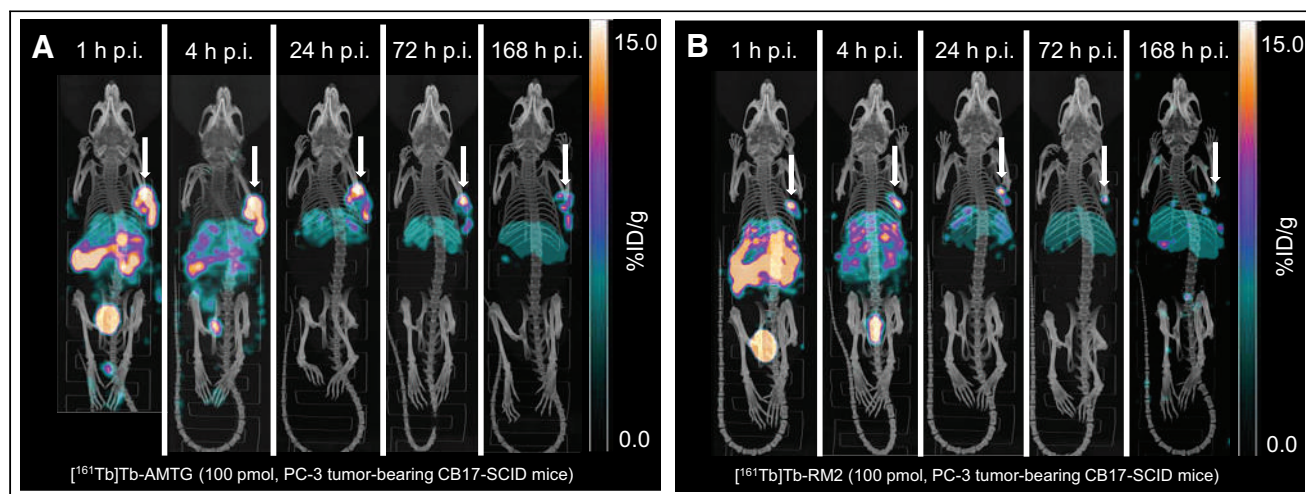 A
1 h p.i.
4 h p.i.
24 h p.i.
72 h p.i.
168 h p.i.
15.0
%ID/g
0.0
[¹⁶¹Tb]Tb-AMTG (100 pmol, PC-3 tumor-bearing CB17-SCID mice)
B
1 h p.i.
4 h p.i.
24 h p.i.
72 h p.i.
168 h p.i.
15.0
%ID/g
0.0
[¹⁶¹Tb]Tb-RM2 (100 pmol, PC-3 tumor-bearing CB17-SCID mice)